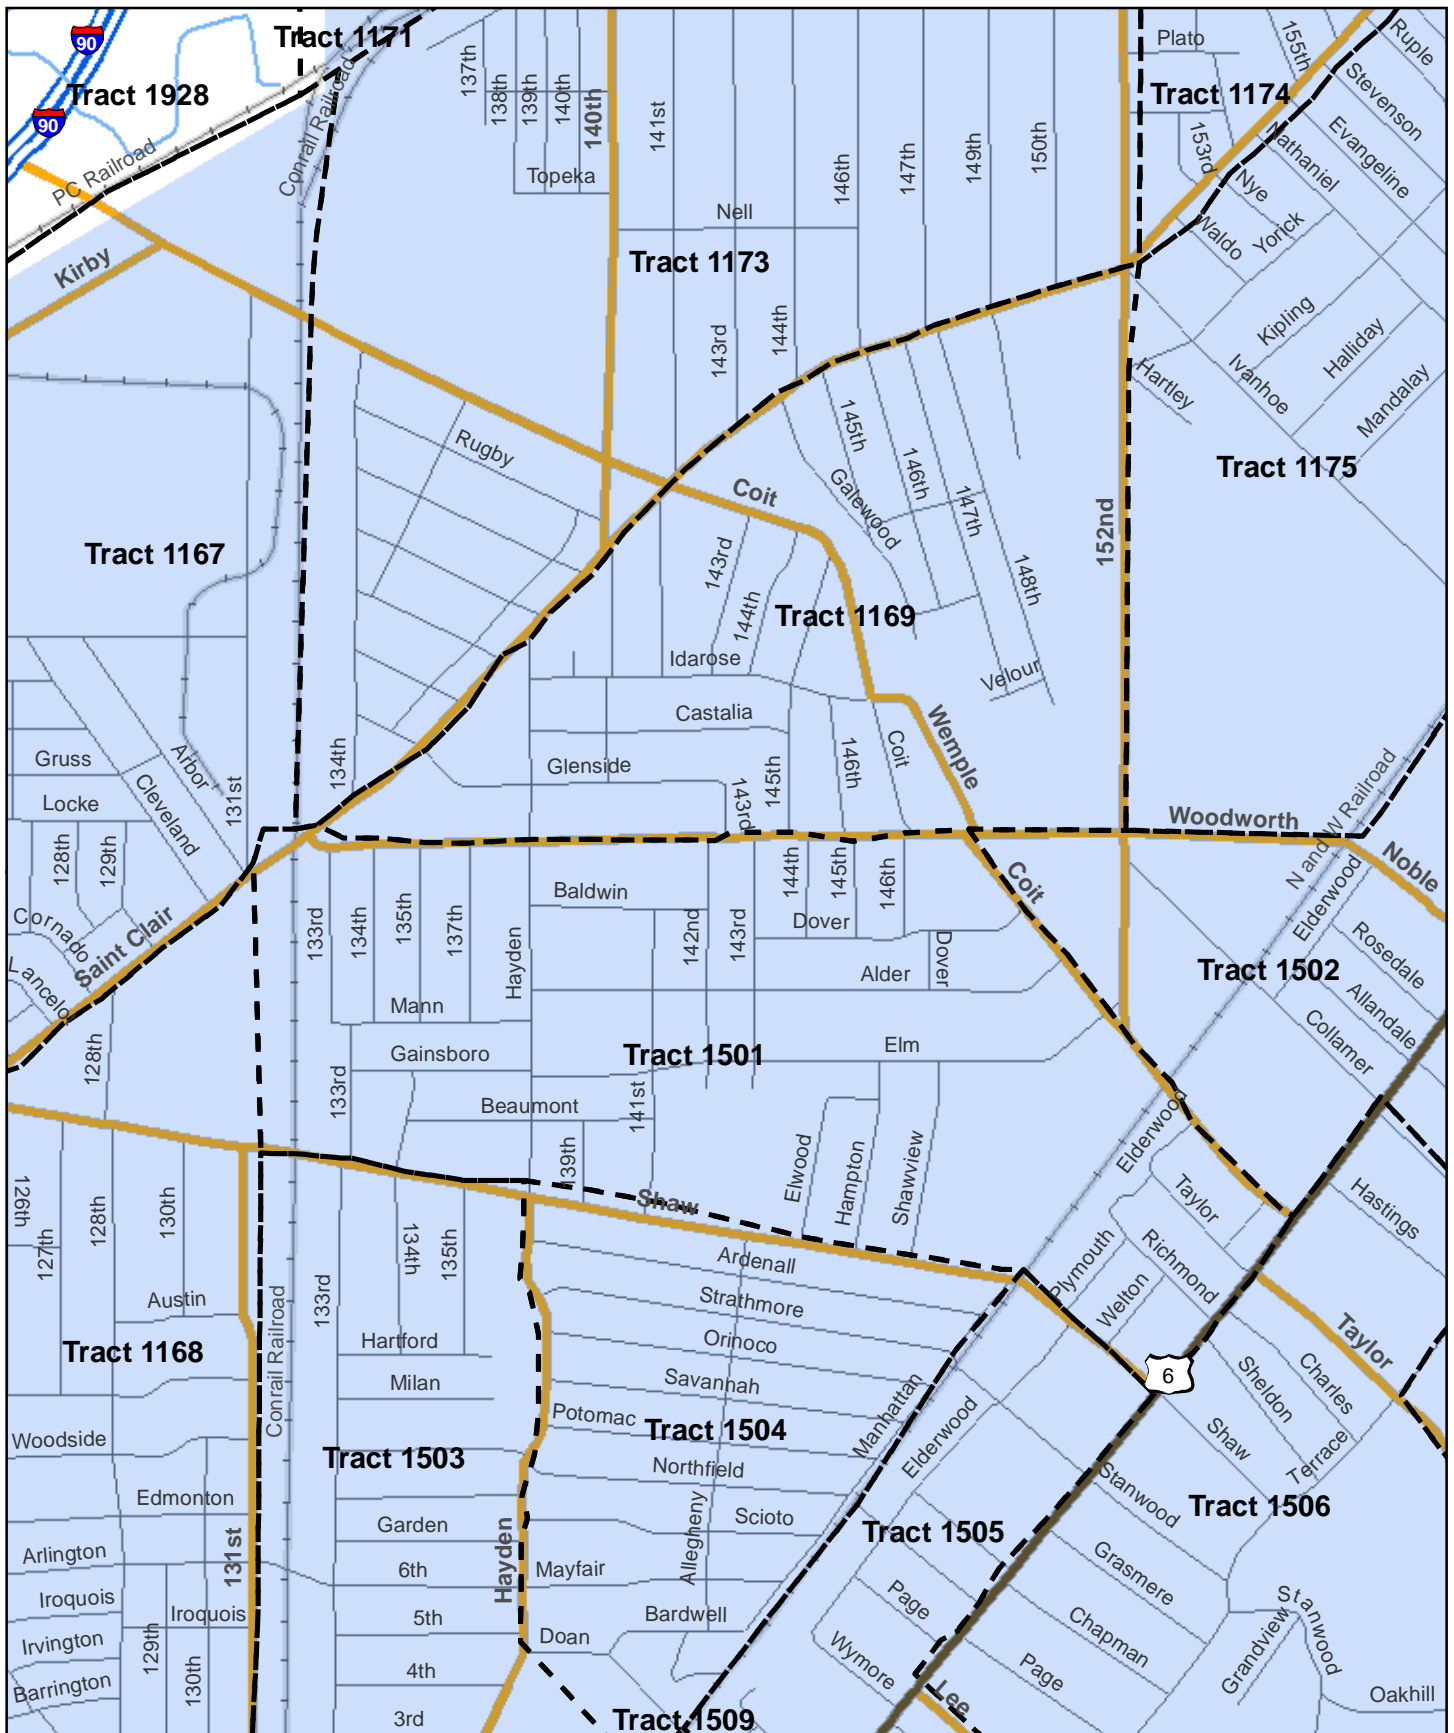 90
90
Tract 1928
Tract 1171
PC Railroad
Conrail Railroad
Kirby
137th
138th
139th
140th
140th
141st
Topeka
Nell
Tract 1173
143rd
144th
146th
147th
149th
150th
Plato
Tract 1174
153rd
155th
Ruple
Stevenson
Evangeline
Nathaniel
Nye
Yorick
Waldo
Kipling
Halliday
Ivanhoe
Mandalay
Hartley
Tract 1175
152nd
Rugby
Coit
145th
146th
147th
148th
Galewood
Tract 1167
143rd
144th
Tract 1169
Idarose
Velour
Castalia
Wemple
Coit
146th
145th
143rd
Glenside
134th
131st
Gruss
Arbor
Locke
Cleveland
128th
129th
Cornado
Saint Clair
Lancelo
128th
Woodworth
N and W Railroad
Noble
Elderwood
Rosedale
Allandale
Collamer
Tract 1502
Coit
144th
145th
146th
Baldwin
133rd
134th
135th
137th
Hayden
142nd
143rd
Dover
Dover
Alder
Mann
Gainsboro
Tract 1501
Elm
133rd
Beaumont
141st
139th
Elwood
Hampton
Shawview
Elderwood
Taylor
Hastings
Shaw
126th
127th
128th
130th
134th
135th
133rd
Ardenall
Plymouth
Richmond
Welton
Strathmore
Austin
Orinoco
Taylor
Tract 1168
Conrail Railroad
Hartford
Milan
Savannah
Manhattan
6
Sheldon
Charles
Potomac
Tract 1504
Elderwood
Shaw
Terrace
Woodside
Tract 1503
Northfield
Stanwood
Tract 1506
Edmonton
Garden
Scioto
Allegheny
Tract 1505
Arlington
131st
6th
Hayden
Mayfair
Grasmere
Iroquois
Iroquois
5th
Bardwell
Page
Chapman
Stanwood
Grandview
Irvington
129th
130th
Doan
Wymore
Page
Barrington
4th
Lee
Oakhill
3rd
Tract 1509